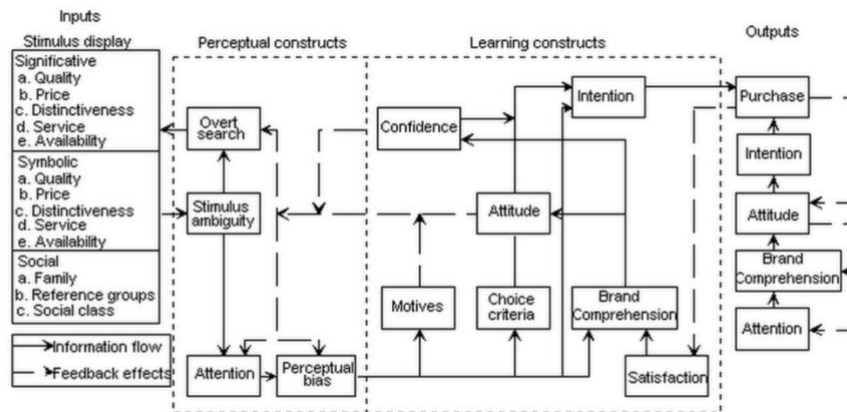 Inputs
Stimulus display
Significative
a. Quality
b. Price
c. Distinctiveness
d. Service
e. Availability
Symbolic
a. Quality
b. Price
c. Distinctiveness
d. Service
e. Availability
Social
a. Family
b. Reference groups
c. Social class
Information flow
Feedback effects
Perceptual constructs
Overt
search
Stimulus
ambiguity
Attention
Perceptual
bias
Learning constructs
Intention
Confidence
Attitude
Motives
Choice
criteria
Brand
Comprehension
Satisfaction
Outputs
Purchase
Intention
Attitude
Brand
Comprehension
Attention